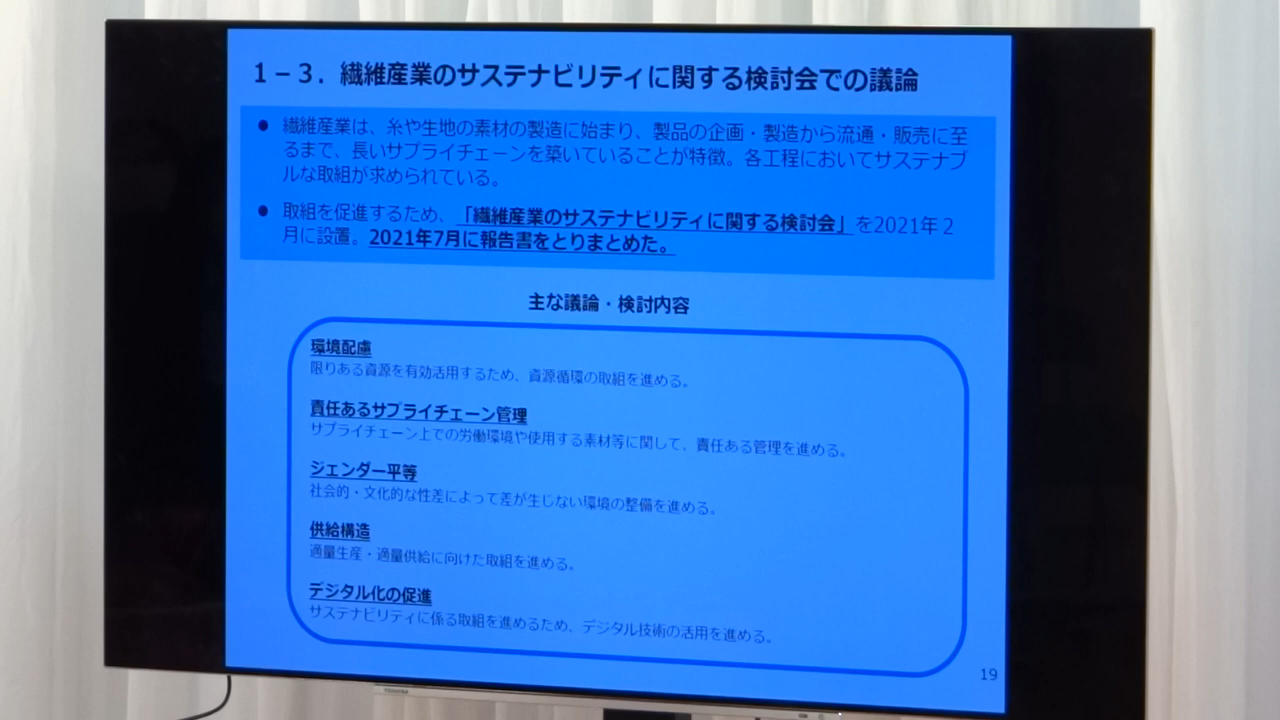 1－3．繊維産業のサステナビリティに関する検討会での議論
● 繊維産業は、糸や生地の素材の製造に始まり、製品の企画・製造から流通・販売に至
るまで、長いサプライチェーンを築いていることが特徴。各工程においてサステナブ
ルな取組が求められている。
● 取組を促進するため、「繊維産業のサステナビリティに関する検討会」を2021年2
月に設置。2021年7月に報告書をとりまとめた。
主な議論・検討内容
環境配慮
限りある資源を有効活用するため、資源循環の取組を進める。
責任あるサプライチェーン管理
サプライチェーン上での労働環境や使用する素材等に関して、責任ある管理を進める。
ジェンダー平等
社会的・文化的な性差によって差が生じない環境の整備を進める。
供給構造
適量生産・適量供給に向けた取組を進める。
デジタル化の促進
サステナビリティに係る取組を進めるため、デジタル技術の活用を進める。
19
TOSHIBA